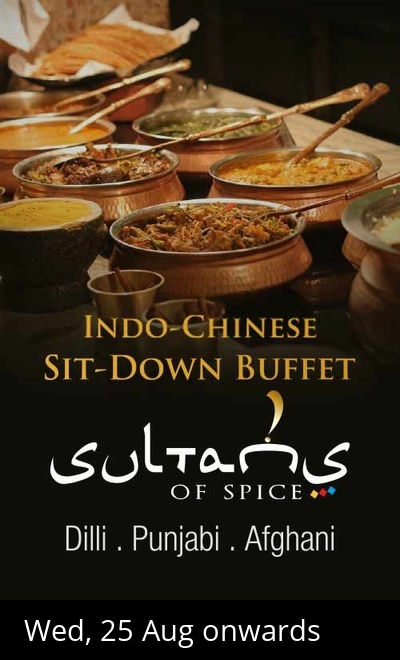 INDO-CHINESE
SIT-DOWN BUFFET
sultans
OF SPICE
Dilli . Punjabi . Afghani
Wed, 25 Aug onwards